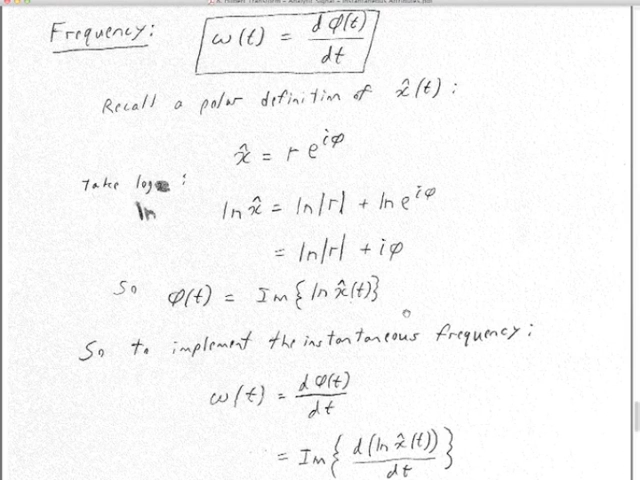 Frequency: ω(t) = dφ(t)/dt
Recall a polar definition of x̂(t):
x̂ = r e^{iφ}
Take log:
ln
ln x̂ = ln|r| + ln e^{iφ}
= ln|r| + iφ
So φ(t) = Im{ln x̂(t)}
So to implement the instantaneous frequency:
ω(t) = dφ(t)/dt
= Im{d(ln x̂(t))/dt}